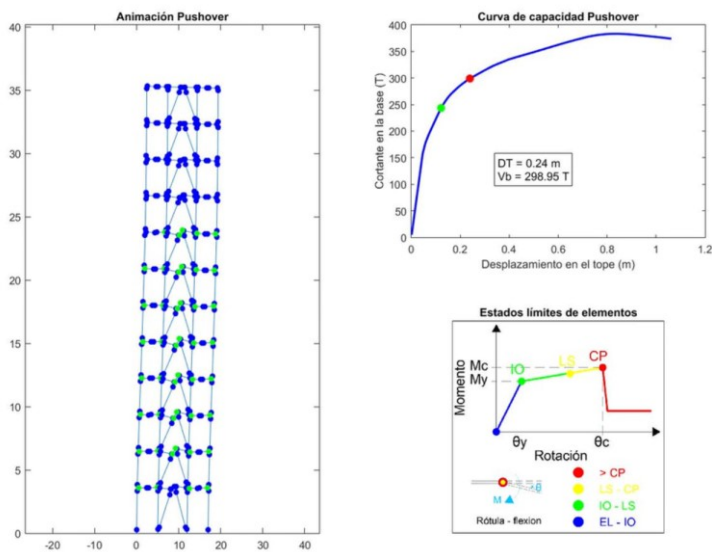 Animación Pushover
40
35
30
25
20
15
10
5
0
-20 -10 0 10 20 30 40
Curva de capacidad Pushover
Cortante en la base (T)
400
350
300
250
200
150
100
50
0
DT = 0.24 m
Vb = 298.95 T
0 0.2 0.4 0.6 0.8 1 1.2
Desplazamiento en el tope (m)
Estados límites de elementos
Momento
Mc
My
IO
LS
CP
θy
θc
Rotación
θ
M
Rótula - flexion
> CP
LS - CP
IO - LS
EL - IO